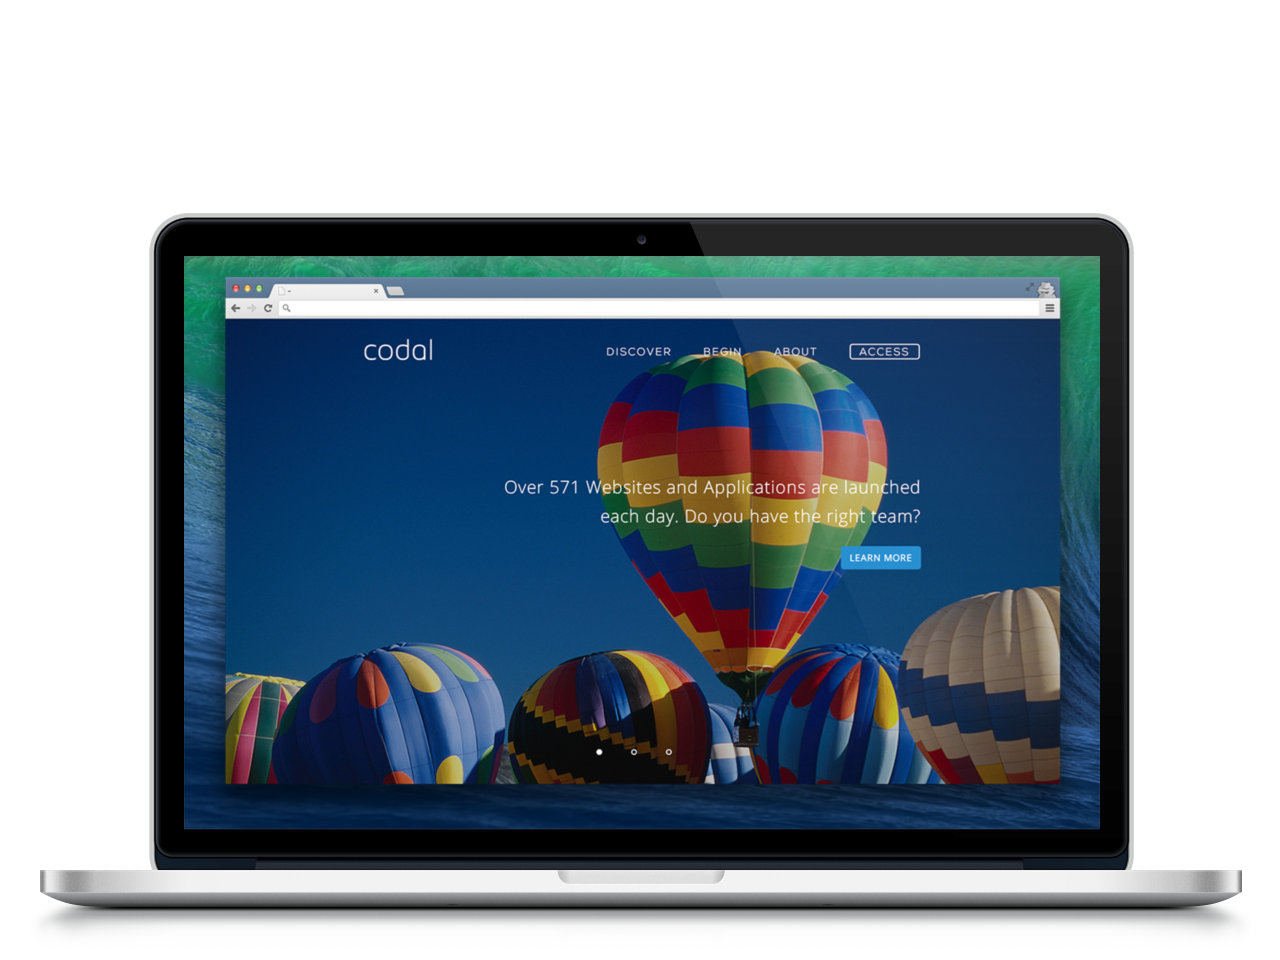 codal
DISCOVER BEGIN ABOUT ACCESS
Over 571 Websites and Applications are launched
each day. Do you have the right team?
LEARN MORE